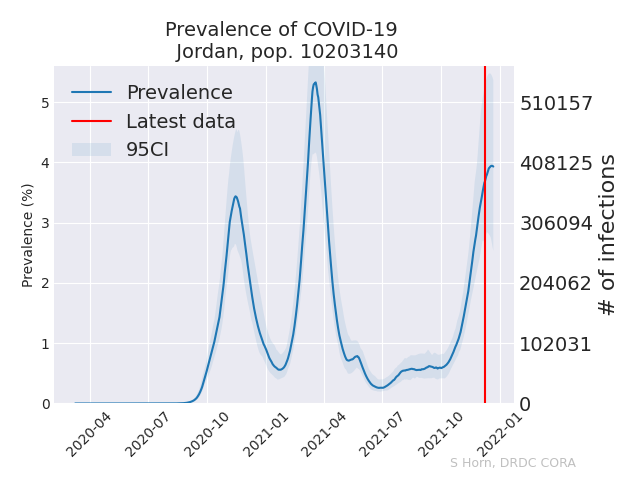 Prevalence of COVID-19
Jordan, pop. 10203140
Prevalence
Latest data
95CI
Prevalence (%)
5
4
3
2
1
0
510157
408125
306094
204062
102031
0
# of infections
2020-04
2020-07
2020-10
2021-01
2021-04
2021-07
2021-10
2022-01
S Horn, DRDC CORA